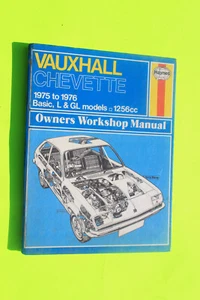 VAUXHALL
CHEVETTE
1975 to 1976
Basic, L & GL models : 1256cc
Owners Workshop Manual